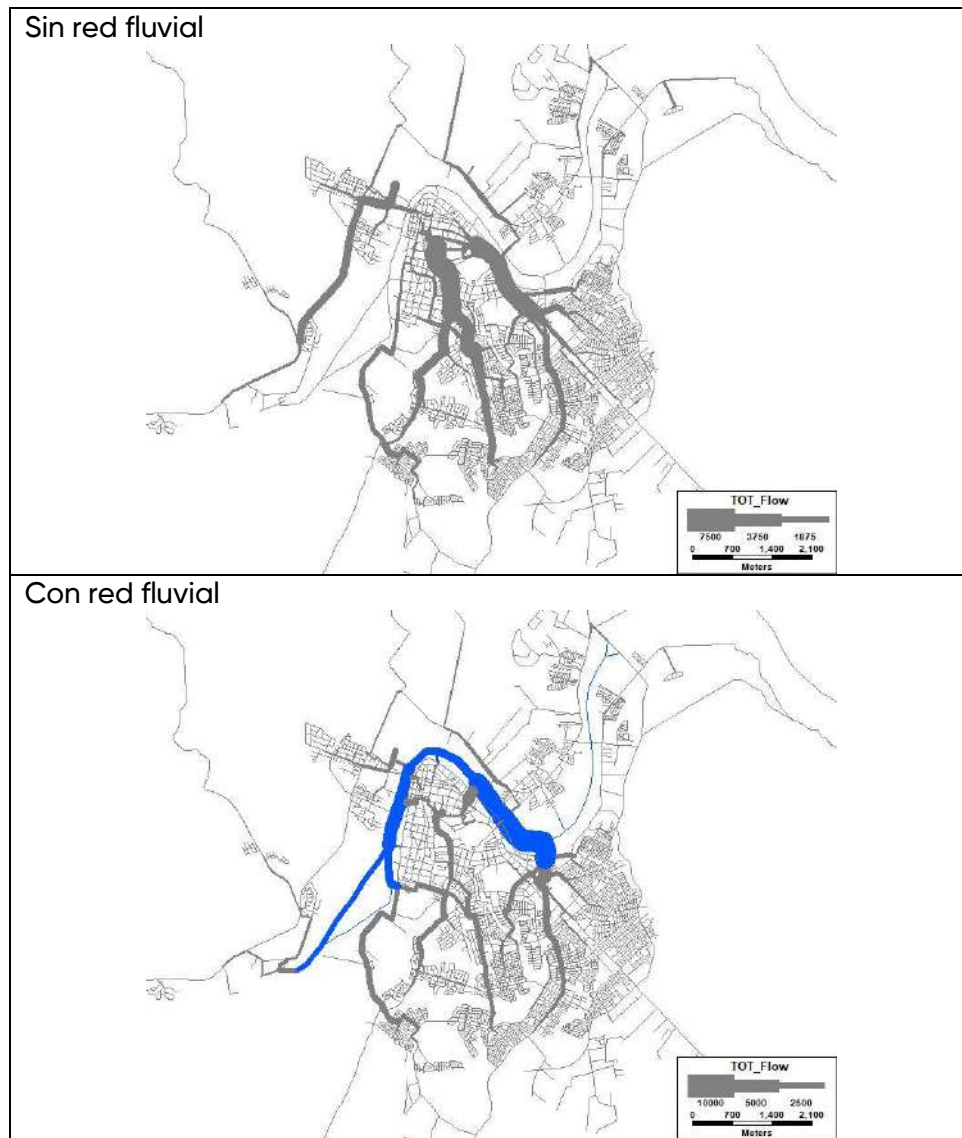 Sin red fluvial
TOT_Flow
7500 3750 1875
0 700 1,400 2,100
Meters
Con red fluvial
TOT_Flow
10000 5000 2500
0 700 1,400 2,100
Meters